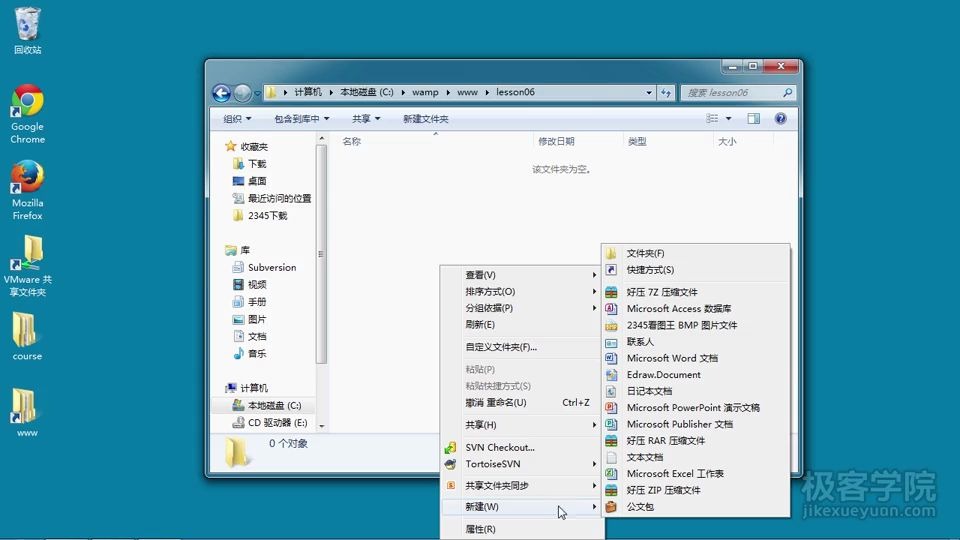 回收站
Google
Chrome
Mozilla
Firefox
VMware 共
享文件夹
course
www
计算机
本地磁盘 (C:)
wamp
www
lesson06
搜索 lesson06
组织
包含到库中
共享
新建文件夹
收藏夹
下载
桌面
最近访问的位置
2345下载
库
Subversion
视频
手册
图片
文档
音乐
计算机
本地磁盘 (C:)
CD 驱动器 (E:)
名称
修改日期
类型
大小
该文件夹为空。
0 个对象
查看(V)
排序方式(O)
分组依据(P)
刷新(E)
自定义文件夹(F)...
粘贴(P)
粘贴快捷方式(S)
撤消 重命名(U) Ctrl+Z
共享(H)
SVN Checkout...
TortoiseSVN
共享文件夹同步
新建(W)
属性(R)
文件夹(F)
快捷方式(S)
好压 7Z 压缩文件
Microsoft Access 数据库
2345看图王 BMP 图片文件
联系人
Microsoft Word 文档
Edraw.Document
日记本文档
Microsoft PowerPoint 演示文稿
Microsoft Publisher 文档
好压 RAR 压缩文件
文本文档
Microsoft Excel 工作表
好压 ZIP 压缩文件
公文包
极客学院
jikexueyuan.com